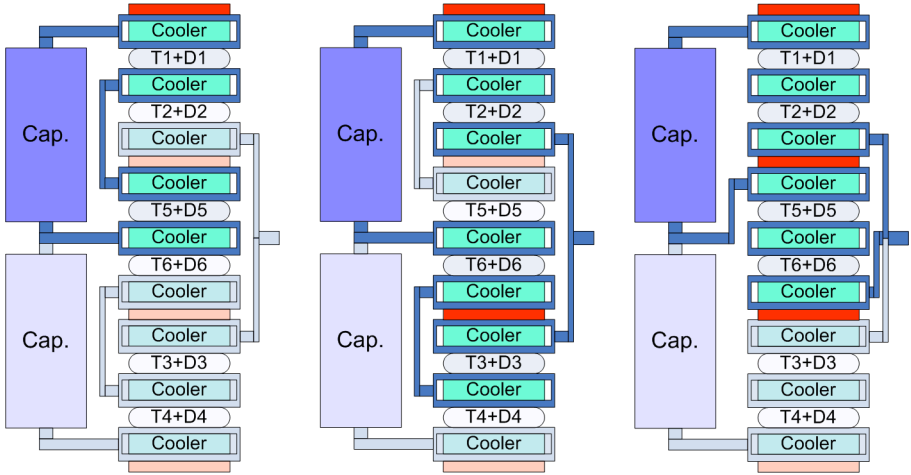 Cooler
T1+D1
Cooler
T2+D2
Cap.
Cooler
Cooler
T5+D5
Cooler
T6+D6
Cooler
Cap.
Cooler
T3+D3
Cooler
T4+D4
Cooler
Cooler
T1+D1
Cooler
T2+D2
Cap.
Cooler
Cooler
T5+D5
Cooler
T6+D6
Cooler
Cap.
Cooler
T3+D3
Cooler
T4+D4
Cooler
Cooler
T1+D1
Cooler
T2+D2
Cap.
Cooler
Cooler
T5+D5
Cooler
T6+D6
Cooler
Cap.
Cooler
T3+D3
Cooler
T4+D4
Cooler